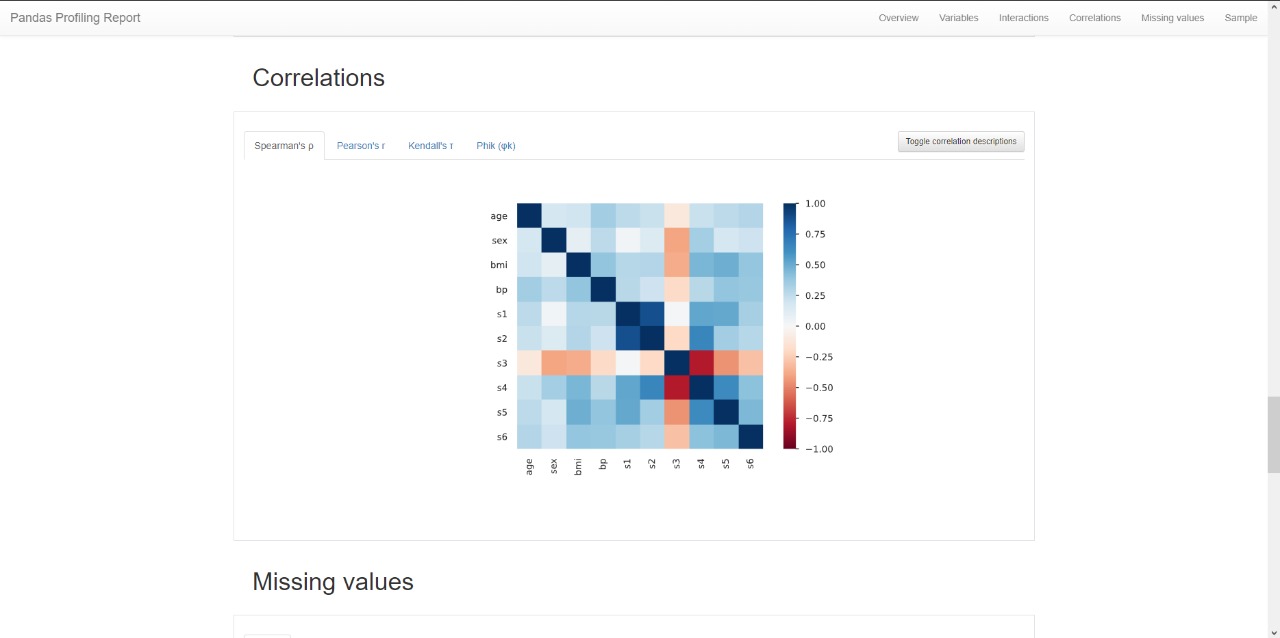 Pandas Profiling Report
Overview Variables Interactions Correlations Missing values Sample
Correlations
Spearman's ρ Pearson's r Kendall's τ Phik (φk) Toggle correlation descriptions
age
sex
bmi
bp
s1
s2
s3
s4
s5
s6
age sex bmi bp s1 s2 s3 s4 s5 s6
1.00
0.75
0.50
0.25
0.00
−0.25
−0.50
−0.75
−1.00
Missing values